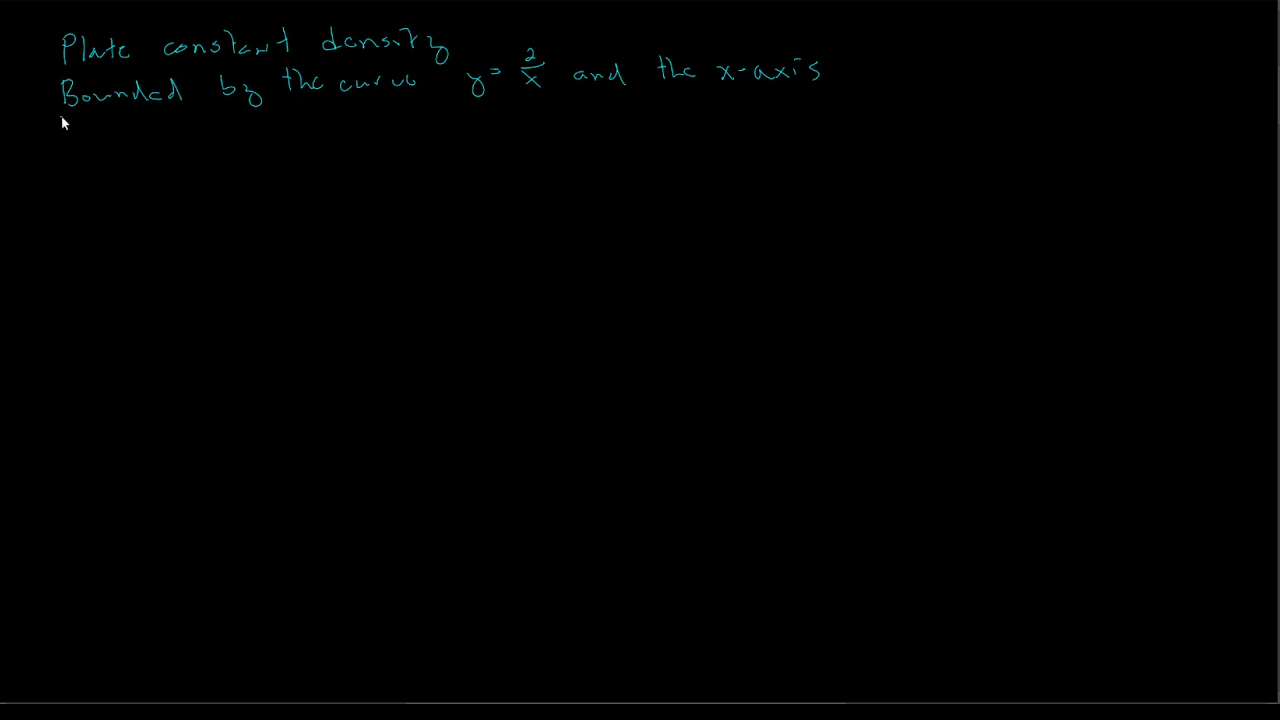 Plate constant density
Bounded by the curve y = 2/x and the x-axis